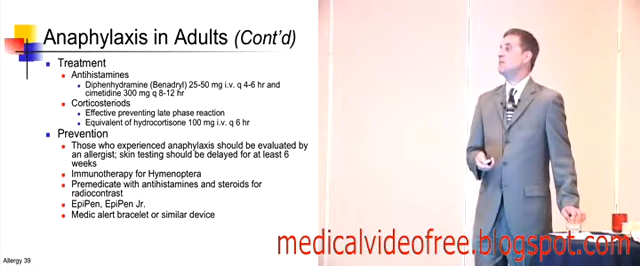 Anaphylaxis in Adults (Cont'd)
Treatment
Antihistamines
Diphenhydramine (Benadryl) 25-50 mg i.v. q 4-6 hr and
cimetidine 300 mg q 8-12 hr
Corticosteriods
Effective preventing late phase reaction
Equivalent of hydrocortisone 100 mg i.v. q 6 hr
Prevention
Those who experienced anaphylaxis should be evaluated by
an allergist; skin testing should be delayed for at least 6
weeks
Immunotherapy for Hymenoptera
Premedicate with antihistamines and steroids for
radiocontrast
EpiPen, EpiPen Jr.
Medic alert bracelet or similar device
Allergy 39
medicalvideofree.blogspot.com